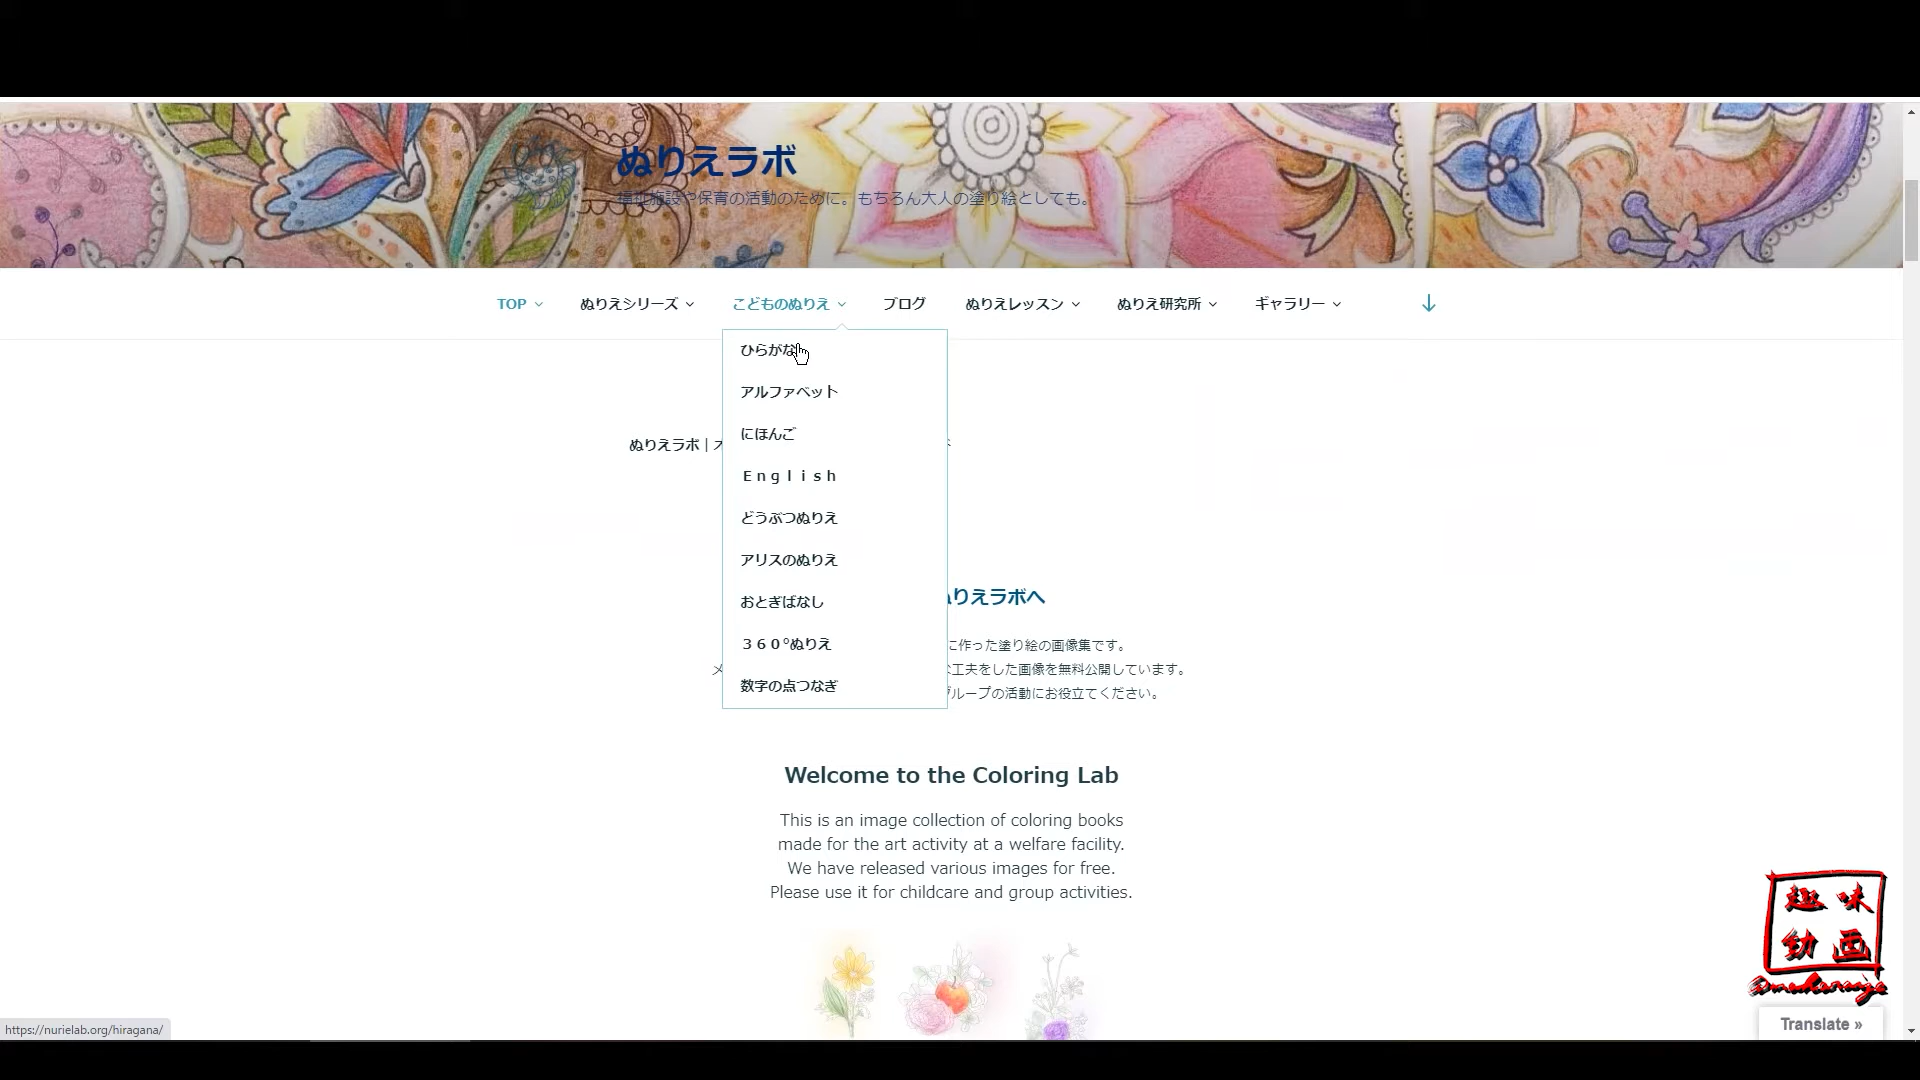 ぬりえラボ
福祉施設や保育の活動のために。もちろん大人の塗り絵としても。
TOP ぬりえシリーズ こどものぬりえ ブログ ぬりえレッスン ぬりえ研究所 ギャラリー
ひらがな
アルファベット
にほんご
English
どうぶつぬりえ
アリスのぬりえ
おとぎばなし
３６０°ぬりえ
数字の点つなぎ
ぬりえラボ |
りえラボへ
に作った塗り絵の画像集です。
工夫をした画像を無料公開しています。
ループの活動にお役立てください。
Welcome to the Coloring Lab
This is an image collection of coloring books
made for the art activity at a welfare facility.
We have released various images for free.
Please use it for childcare and group activities.
趣味
動画
Translate »
https://nurielab.org/hiragana/